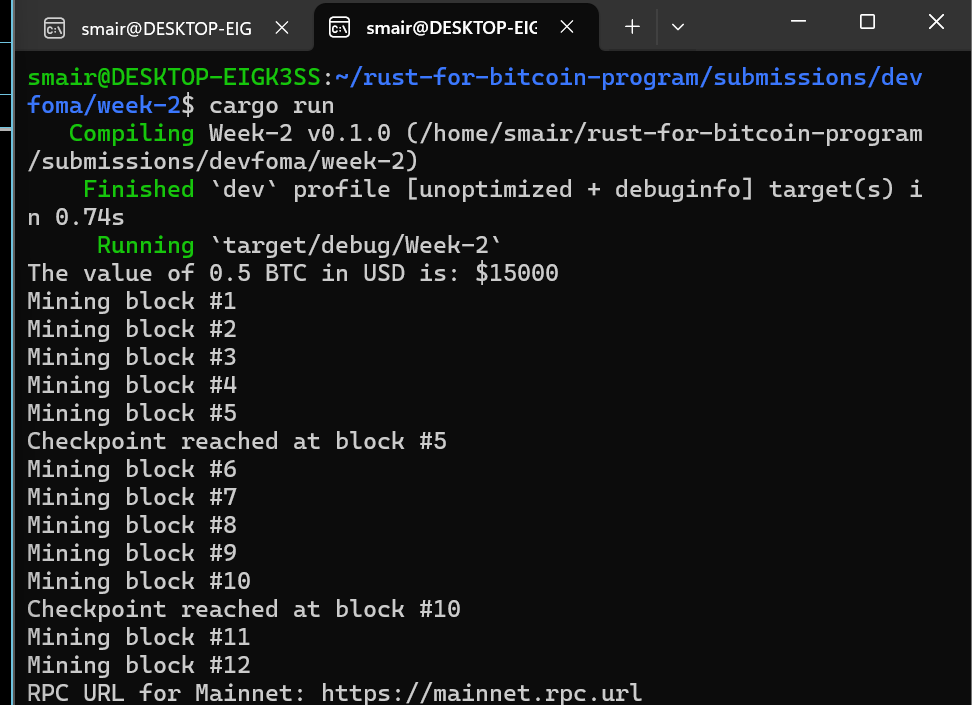 smair@DESKTOP-EIG
smair@DESKTOP-EIG
smair@DESKTOP-EIGK3SS:~/rust-for-bitcoin-program/submissions/dev
foma/week-2$ cargo run
Compiling Week-2 v0.1.0 (/home/smair/rust-for-bitcoin-program
/submissions/devfoma/week-2)
Finished `dev` profile [unoptimized + debuginfo] target(s) i
n 0.74s
Running `target/debug/Week-2`
The value of 0.5 BTC in USD is: $15000
Mining block #1
Mining block #2
Mining block #3
Mining block #4
Mining block #5
Checkpoint reached at block #5
Mining block #6
Mining block #7
Mining block #8
Mining block #9
Mining block #10
Checkpoint reached at block #10
Mining block #11
Mining block #12
RPC URL for Mainnet: https://mainnet.rpc.url